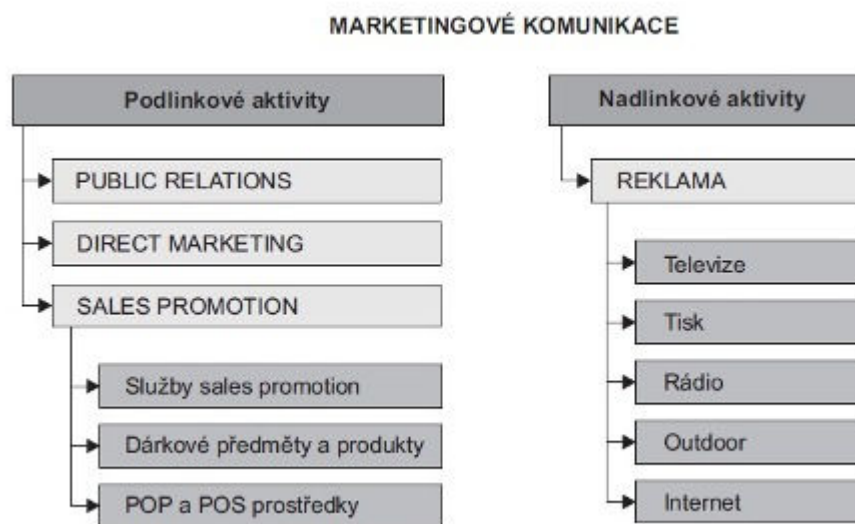 MARKETINGOVÉ KOMUNIKACE
Podlinkové aktivity
PUBLIC RELATIONS
DIRECT MARKETING
SALES PROMOTION
Služby sales promotion
Dárkové předměty a produkty
POP a POS prostředky
Nadlinkové aktivity
REKLAMA
Televize
Tisk
Rádio
Outdoor
Internet